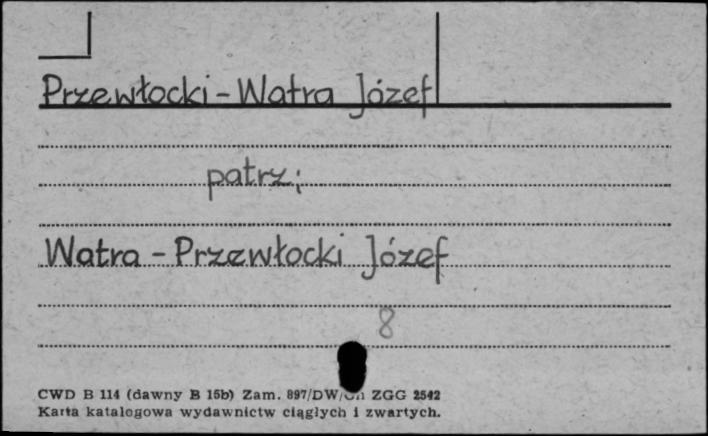 Przewłocki-Watra Józef
patrz:
Watra-Przewłocki Józef
8
CWD B 114 (dawny B 15b) Zam. 897/DW/ ZGG 2542
Karta katalogowa wydawnictw ciągłych i zwartych.